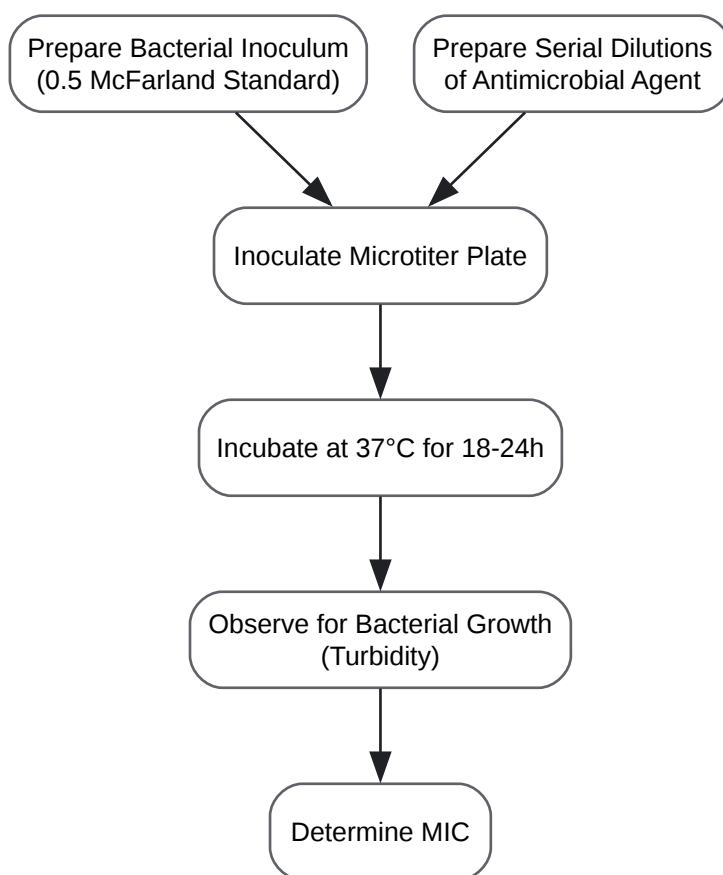 Prepare Bacterial Inoculum
(0.5 McFarland Standard)
Prepare Serial Dilutions
of Antimicrobial Agent
Inoculate Microtiter Plate
Incubate at 37°C for 18-24h
Observe for Bacterial Growth
(Turbidity)
Determine MIC